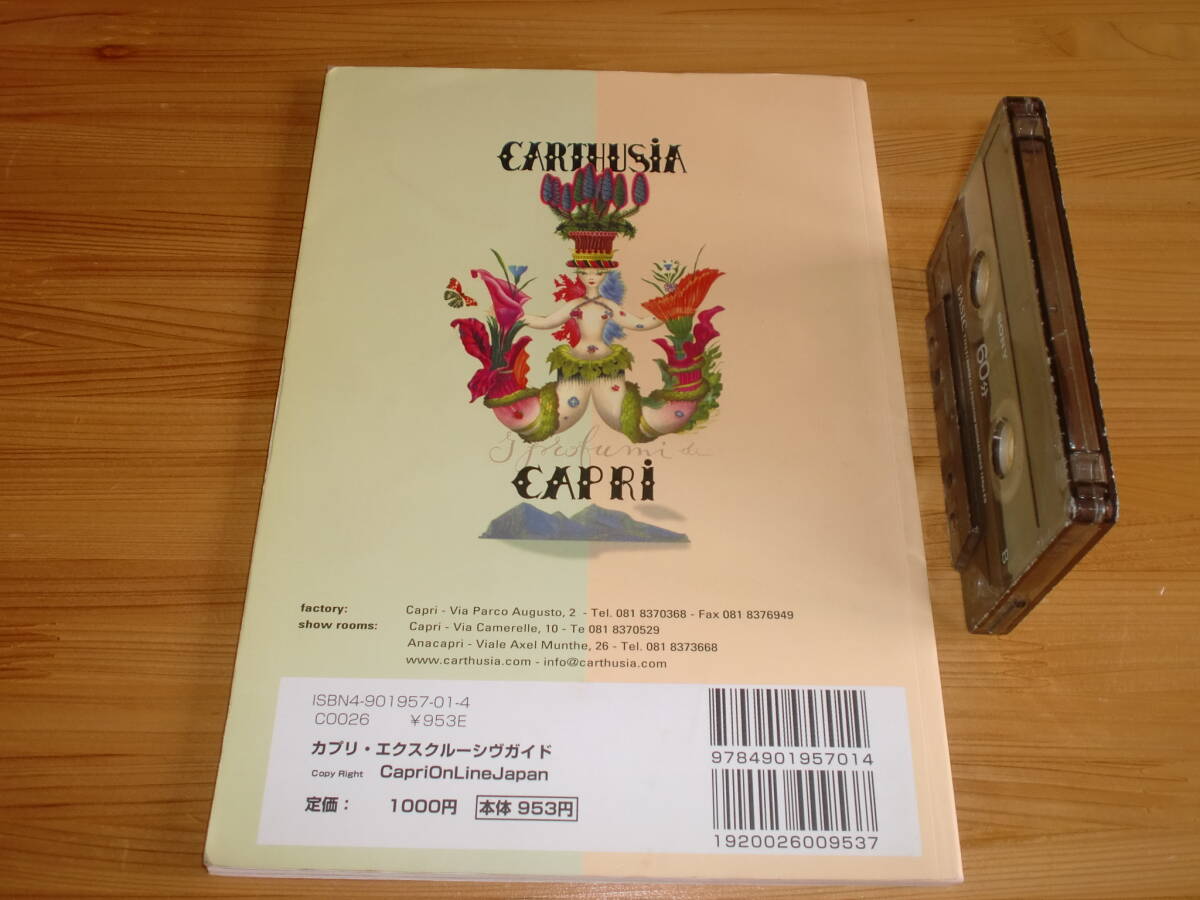 CARTHUSiA
I profumi di
CAPRi
factory: Capri - Via Parco Augusto, 2 - Tel. 081 8370368 - Fax 081 8376949
show rooms: Capri - Via Camerelle, 10 - Te 081 8370529
Anacapri - Viale Axel Munthe, 26 - Tel. 081 8373668
www.carthusia.com - info@carthusia.com
ISBN4-901957-01-4
C0026 ¥953E
カプリ・エクスクルーシヴガイド
Copy Right CapriOnLineJapan
定価： 1000円 本体 953円
9784901957014
1920026009537
SONY
60分
BASIC
B